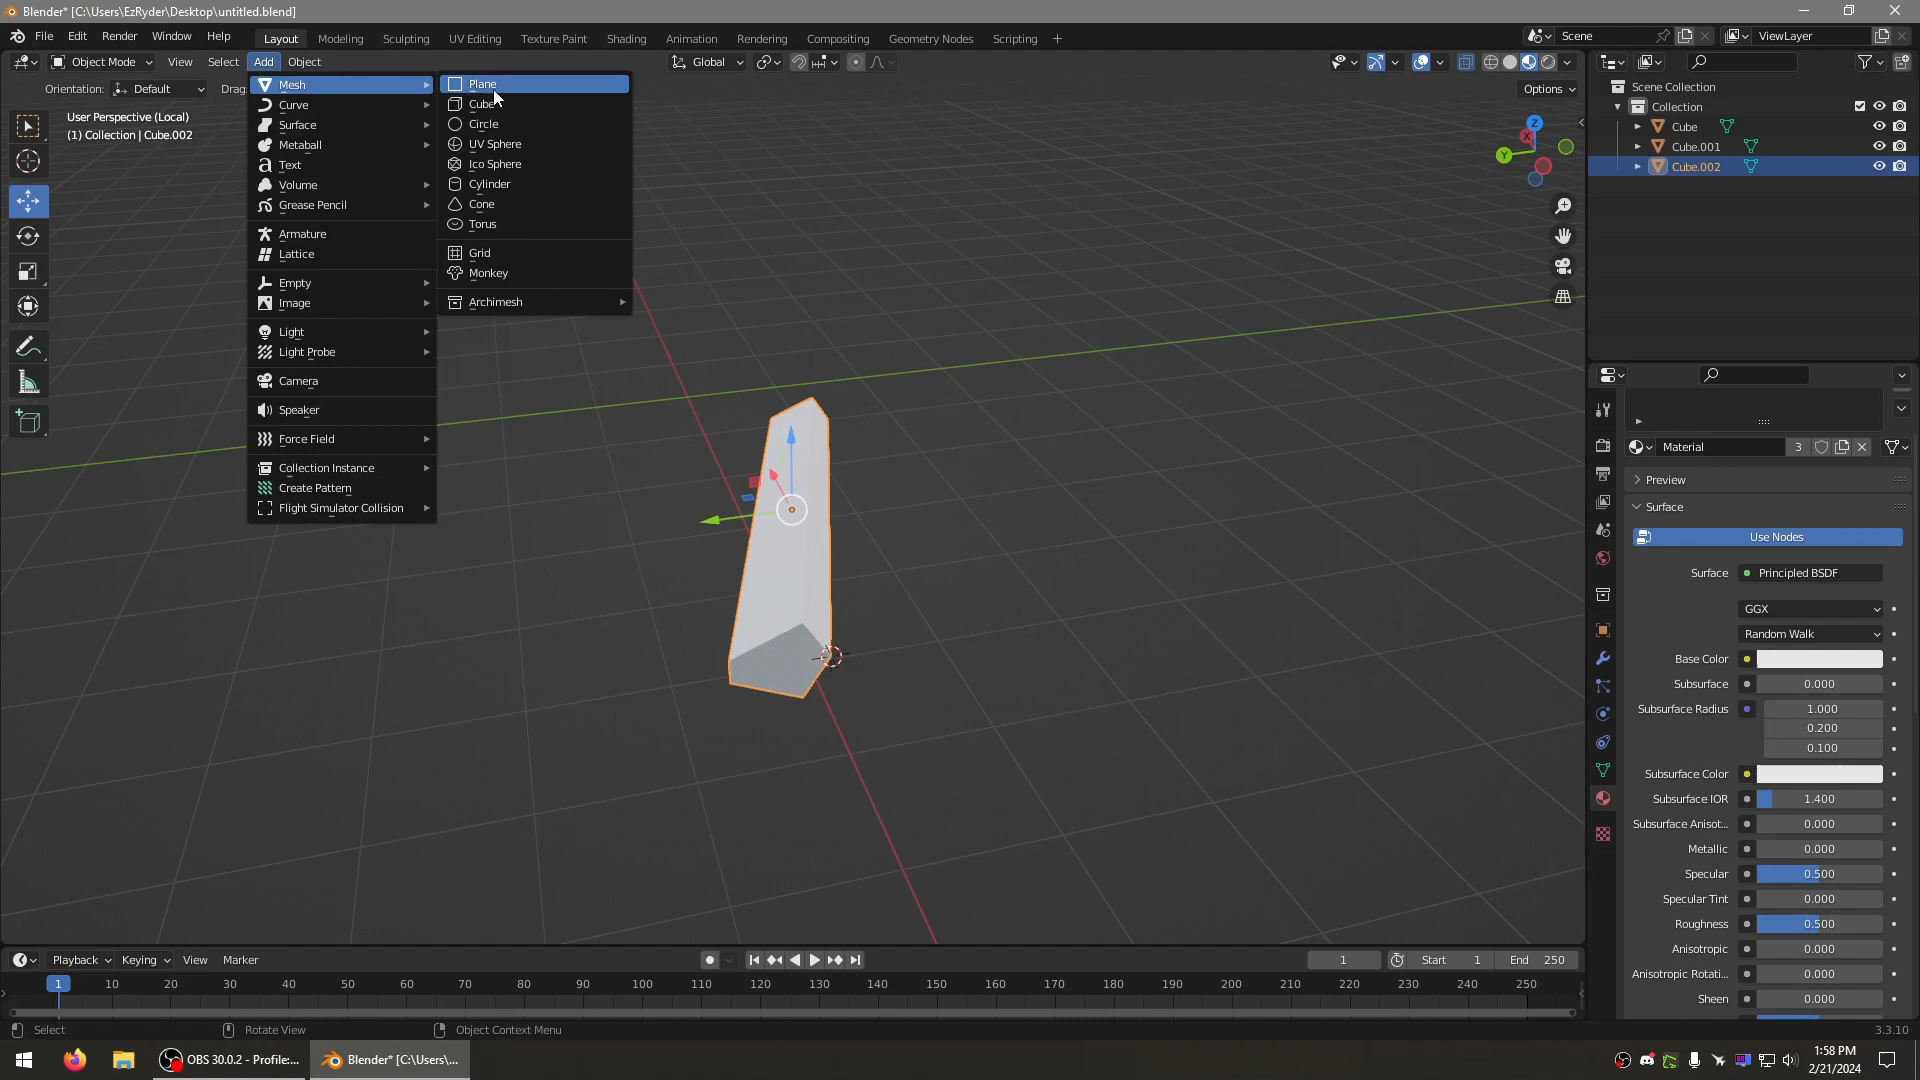 Blender* [C:\Users\EzRyder\Desktop\untitled.blend]
File Edit Render Window Help Layout Modeling Sculpting UV Editing Texture Paint Shading Animation Rendering Compositing Geometry Nodes Scripting + Scene ViewLayer
Object Mode View Select Add Object Global
Orientation: Default Drag: Options
User Perspective (Local)
(1) Collection | Cube.002
Mesh
Curve
Surface
Metaball
Text
Volume
Grease Pencil
Armature
Lattice
Empty
Image
Light
Light Probe
Camera
Speaker
Force Field
Collection Instance
Create Pattern
Flight Simulator Collision
Plane
Cube
Circle
UV Sphere
Ico Sphere
Cylinder
Cone
Torus
Grid
Monkey
Archimesh
Z
X
Y
Scene Collection
Collection
Cube
Cube.001
Cube.002
Material 3
Preview
Surface
Use Nodes
Surface Principled BSDF
GGX
Random Walk
Base Color
Subsurface 0.000
Subsurface Radius 1.000
0.200
0.100
Subsurface Color
Subsurface IOR 1.400
Subsurface Anisot... 0.000
Metallic 0.000
Specular 0.500
Specular Tint 0.000
Roughness 0.500
Anisotropic 0.000
Anisotropic Rotati... 0.000
Sheen 0.000
Playback Keying View Marker 1 Start 1 End 250
1 10 20 30 40 50 60 70 80 90 100 110 120 130 140 150 160 170 180 190 200 210 220 230 240 250
Select Rotate View Object Context Menu 3.3.10
OBS 30.0.2 - Profile:... Blender* [C:\Users\... 1:58 PM
2/21/2024